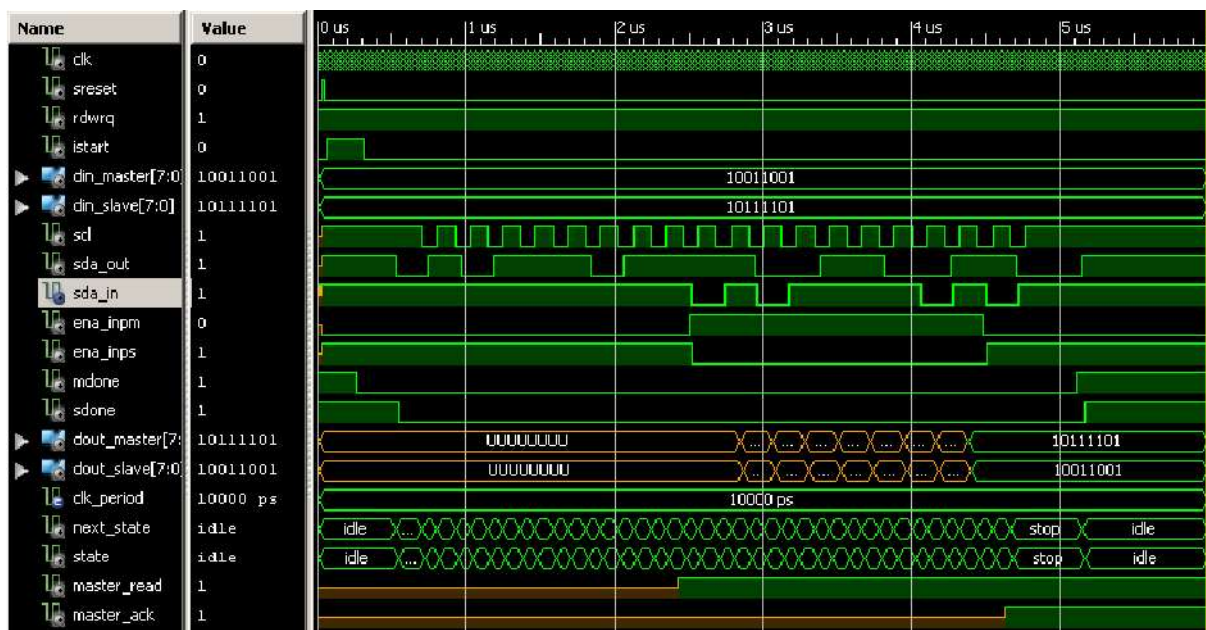 Name Value 0 us 1 us 2 us 3 us 4 us 5 us
clk 0
sreset 0
rdwrq 1
istart 0
din_master[7:0] 10011001 10011001
din_slave[7:0] 10111101 10111101
scl 1
sda_out 1
sda_in 1
ena_inpm 0
ena_inps 1
mdone 1
sdone 1
dout_master[7: 10111101 UUUUUUUU ... ... ... ... ... ... ... 10111101
dout_slave[7:0] 10011001 UUUUUUUU ... ... ... ... ... ... ... 10011001
clk_period 10000 ps 10000 ps
next_state idle idle ... stop idle
state idle idle ... stop idle
master_read 1
master_ack 1